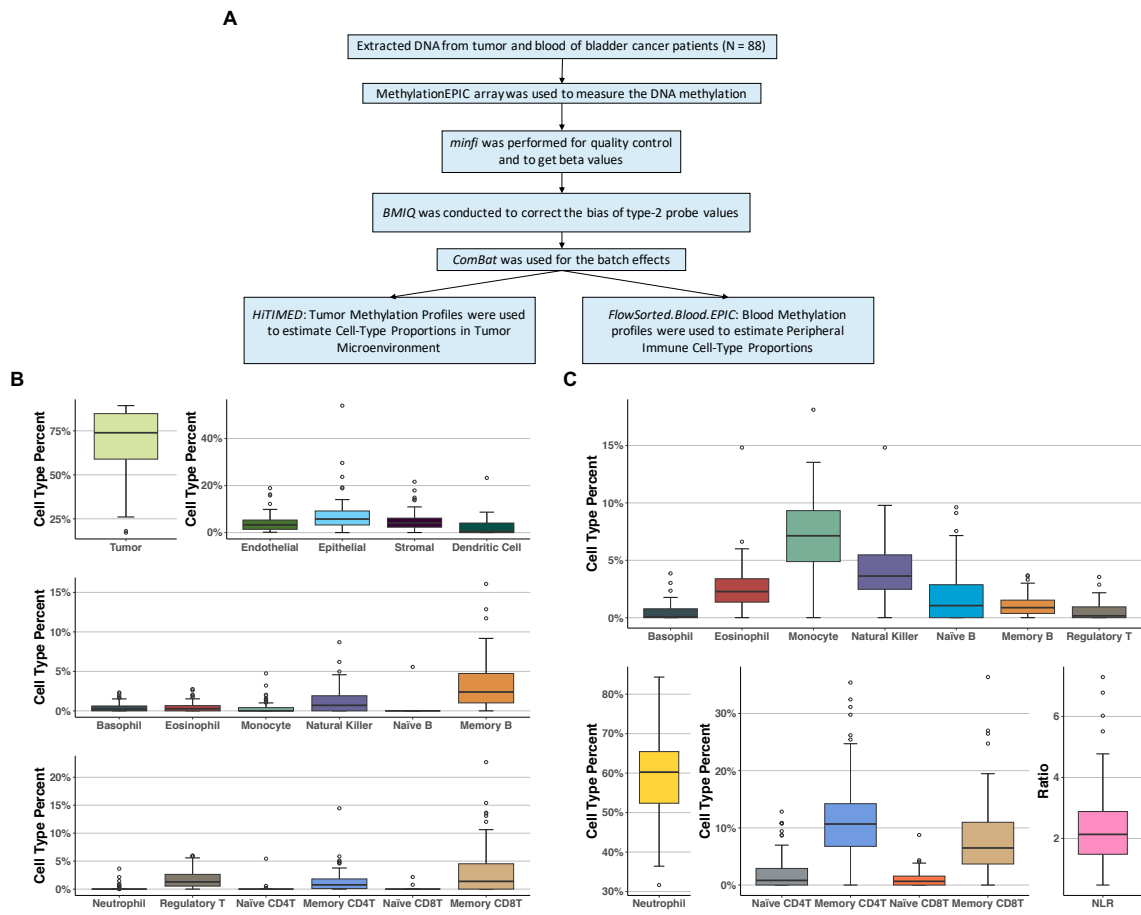 A
Extracted DNA from tumor and blood of bladder cancer patients (N = 88)
MethylationEPIC array was used to measure the DNA methylation
minfi was performed for quality control
and to get beta values
BMIQ was conducted to correct the bias of type-2 probe values
ComBat was used for the batch effects
HiTIMED: Tumor Methylation Profiles were used
to estimate Cell-Type Proportions in Tumor
Microenvironment
FlowSorted.Blood.EPIC: Blood Methylation
profiles were used to estimate Peripheral
Immune Cell-Type Proportions
B
Cell Type Percent
75%
50%
25%
Tumor
Cell Type Percent
40%
20%
0%
Endothelial Epithelial Stromal Dendritic Cell
Cell Type Percent
15%
10%
5%
0%
Basophil Eosinophil Monocyte Natural Killer Naïve B Memory B
Cell Type Percent
20%
15%
10%
5%
0%
Neutrophil Regulatory T Naïve CD4T Memory CD4T Naïve CD8T Memory CD8T
C
Cell Type Percent
15%
10%
5%
0%
Basophil Eosinophil Monocyte Natural Killer Naïve B Memory B Regulatory T
Cell Type Percent
80%
70%
60%
50%
40%
30%
Neutrophil
Cell Type Percent
30%
20%
10%
0%
Naïve CD4T Memory CD4T Naïve CD8T Memory CD8T
Ratio
6
4
2
NLR